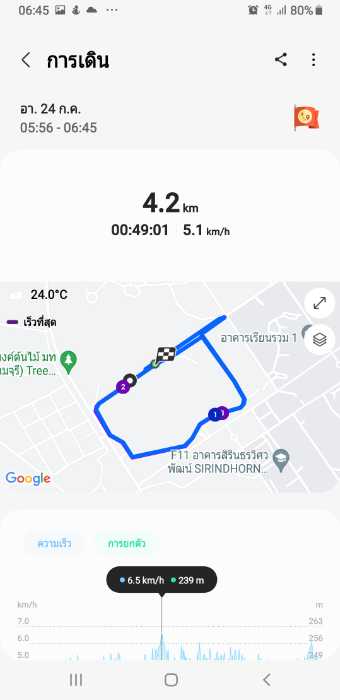 06:45
4G
80%
การเดิน
อา. 24 ก.ค.
05:56 - 06:45
4.2 km
00:49:01 5.1 km/h
24.0°C
เร็วที่สุด
อาคารเรียนรวม 1
งค์ต้นไม้ มท
มจุรี) Tree...
2
1
F11 อาคารสิรินธรวิศว
พัฒน์ SIRINDHORN...
Google
ความเร็ว
การยกตัว
6.5 km/h 239 m
km/h m
7.0 263
6.0 256
5.0 249